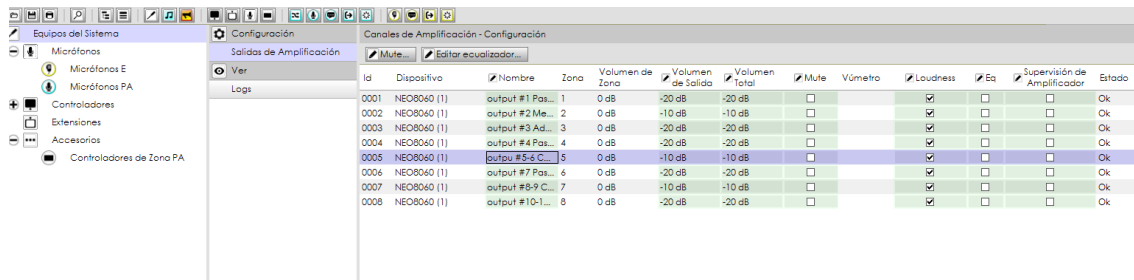 Equipos del Sistema
Micrófonos
Micrófonos E
Micrófonos PA
Controladores
Extensiones
Accesorios
Controladores de Zona PA
Configuración
Salidas de Amplificación
Ver
Logs
Canales de Amplificación - Configuración
Mute... Editar ecualizador...
Id Dispositivo Nombre Zona Volumen de Zona Volumen de Salida Volumen Total Mute Vúmetro Loudness Eq Supervisión de Amplificador Estado
0001 NEO8060 (1) output #1 Pas... 1 0 dB -20 dB -20 dB Ok
0002 NEO8060 (1) output #2 Me... 2 0 dB -10 dB -10 dB Ok
0003 NEO8060 (1) output #3 Ad... 3 0 dB -20 dB -20 dB Ok
0004 NEO8060 (1) output #4 Pas... 4 0 dB -20 dB -20 dB Ok
0005 NEO8060 (1) outpu #5-6 C... 5 0 dB -10 dB -10 dB Ok
0006 NEO8060 (1) output #7 Pas... 6 0 dB -20 dB -20 dB Ok
0007 NEO8060 (1) output #8-9 C... 7 0 dB -10 dB -10 dB Ok
0008 NEO8060 (1) output #10-1... 8 0 dB -20 dB -20 dB Ok